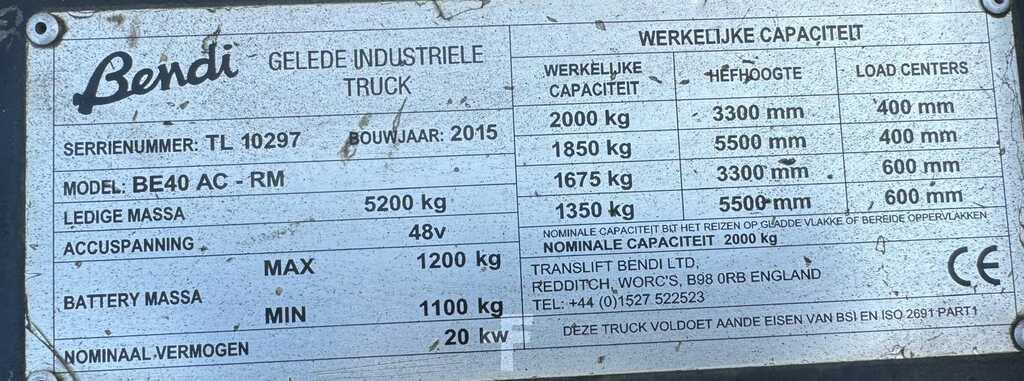 Bendi GELEDE INDUSTRIELE
TRUCK
SERRIENUMMER: TL 10297 BOUWJAAR: 2015
MODEL: BE40 AC - RM
LEDIGE MASSA 5200 kg
ACCUSPANNING 48v
BATTERY MASSA MAX 1200 kg
MIN 1100 kg
NOMINAAL VERMOGEN 20 kw
WERKELIJKE CAPACITEIT
WERKELIJKE CAPACITEIT HEFHOOGTE LOAD CENTERS
2000 kg 3300 mm 400 mm
1850 kg 5500 mm 400 mm
1675 kg 3300 mm 600 mm
1350 kg 5500 mm 600 mm
NOMINALE CAPACITEIT BIT HET REIZEN OP GLADDE VLAKKE OF BEREIDE OPPERVLAKKEN
NOMINALE CAPACITEIT 2000 kg
TRANSLIFT BENDI LTD,
REDDITCH, WORC'S, B98 0RB ENGLAND
TEL: +44 (0)1527 522523
CE
DEZE TRUCK VOLDOET AANDE EISEN VAN BSI EN ISO 2691 PART1